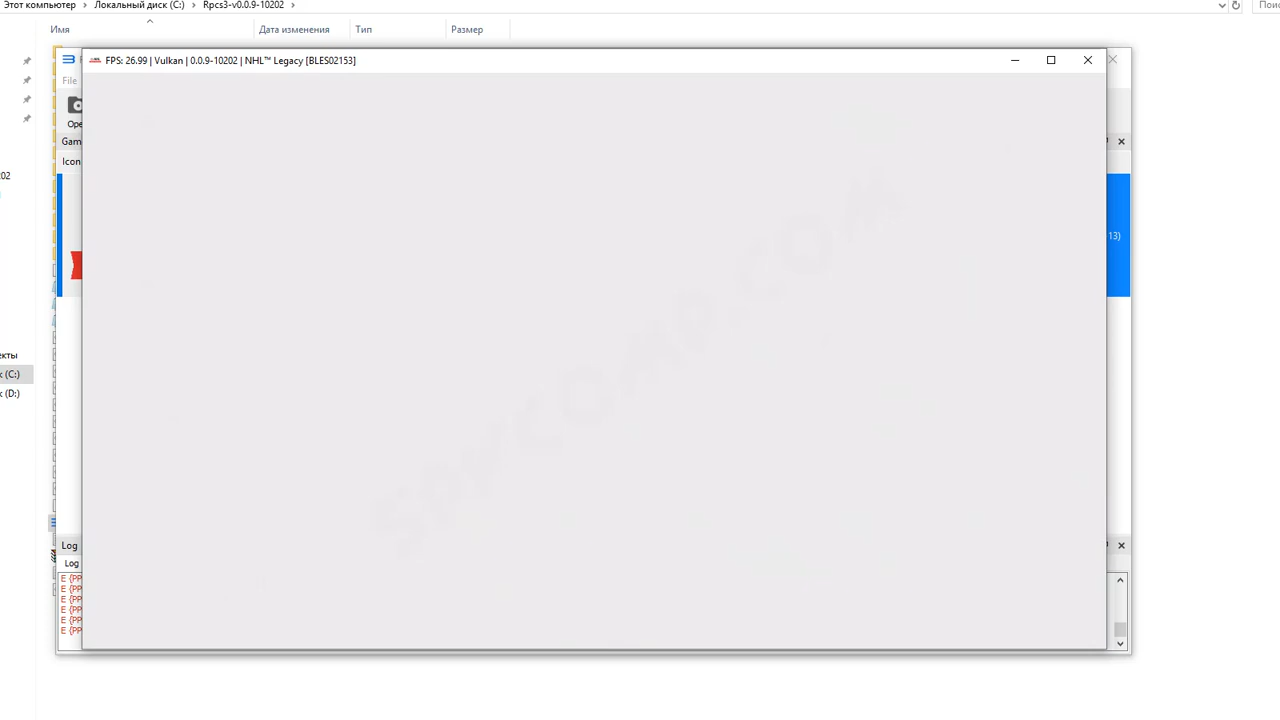 Этот компьютер > Локальный диск (C:) > Rpcs3-v0.0.9-10202 >
Имя Дата изменения Тип Размер
FPS: 26.99 | Vulkan | 0.0.9-10202 | NHL™ Legacy [BLES02153]
File
Ope
Gam
Icon
02
-13)
spvcomp.com
екты
к (C:)
к (D:)
Log
Log
E {PP
E {PP
E {PP
E {PP
E {PP
E {PP